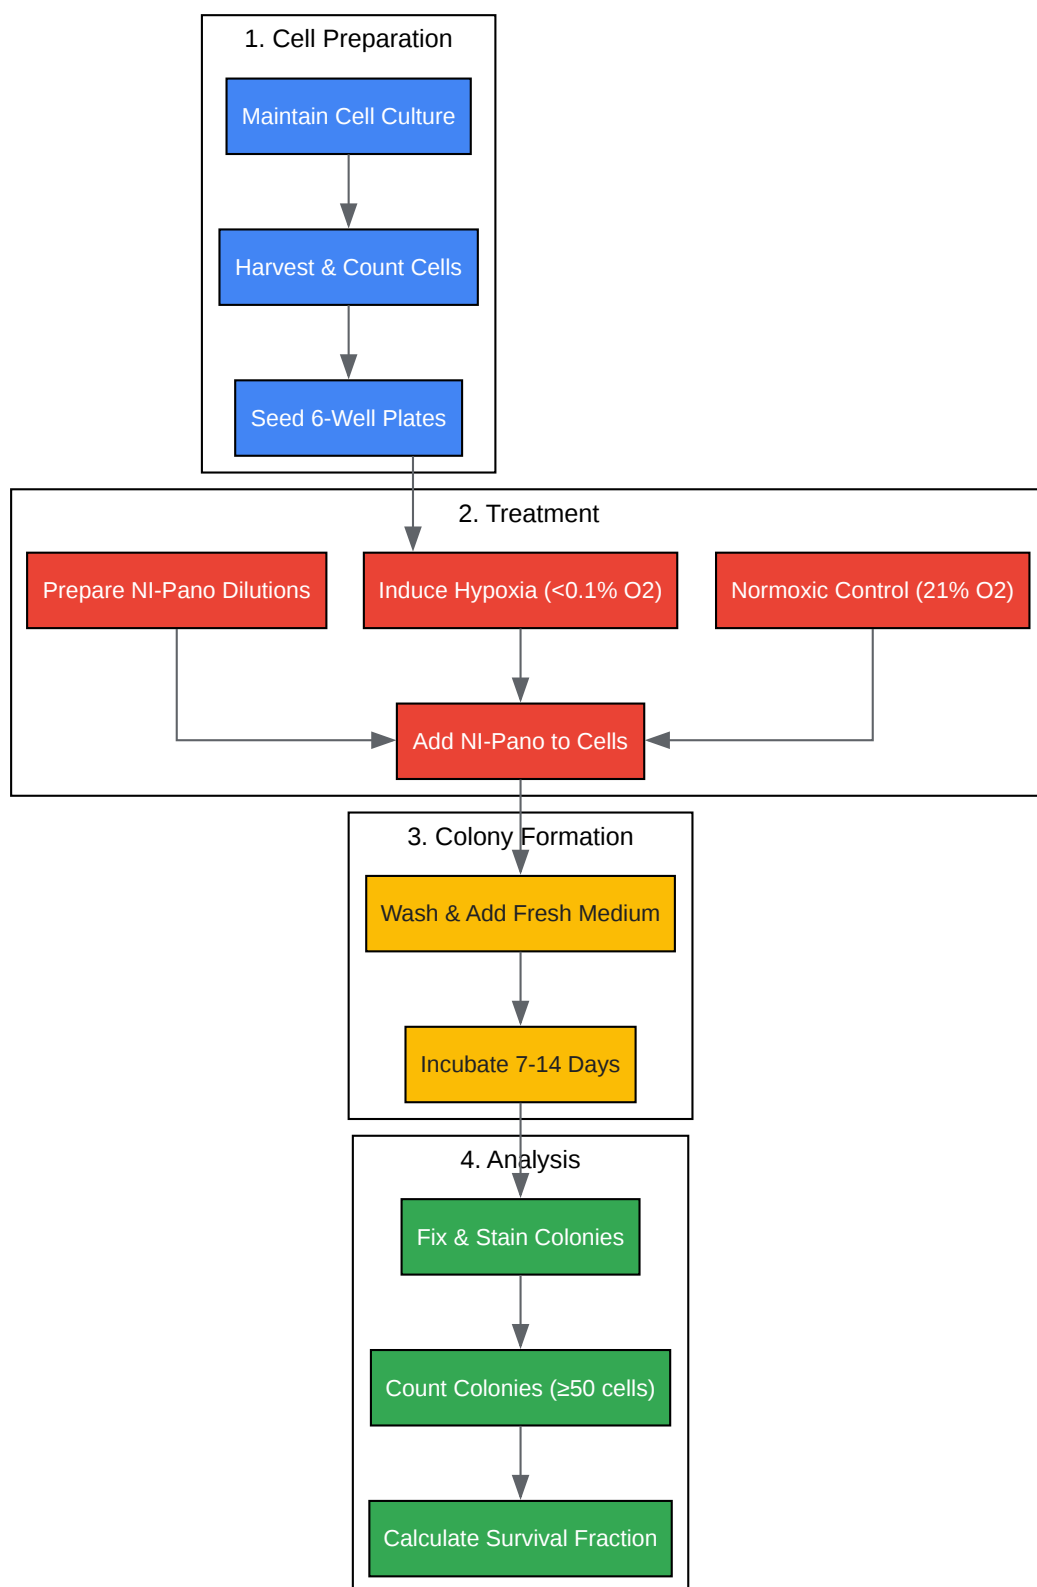 1. Cell Preparation
Maintain Cell Culture
Harvest & Count Cells
Seed 6-Well Plates
2. Treatment
Prepare NI-Pano Dilutions
Induce Hypoxia (<0.1% O2)
Normoxic Control (21% O2)
Add NI-Pano to Cells
3. Colony Formation
Wash & Add Fresh Medium
Incubate 7-14 Days
4. Analysis
Fix & Stain Colonies
Count Colonies (≥50 cells)
Calculate Survival Fraction